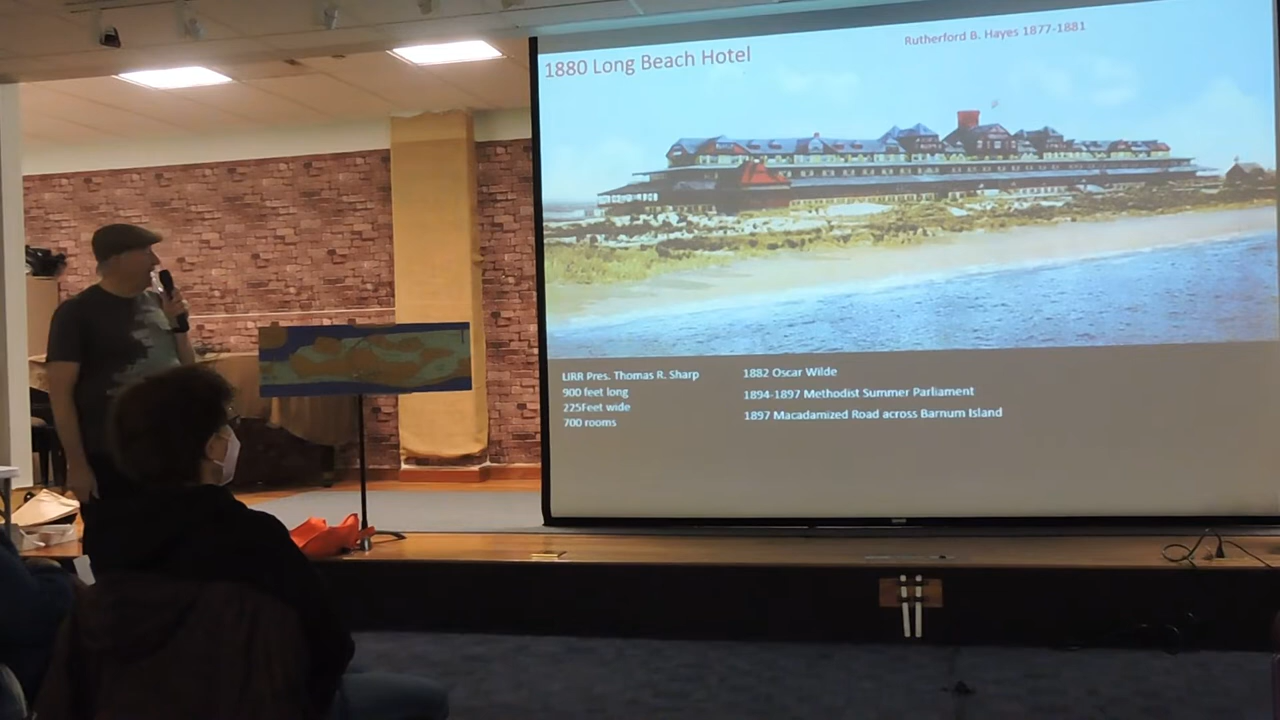 Rutherford B. Hayes 1877-1881
1880 Long Beach Hotel
LIRR Pres. Thomas R. Sharp
900 feet long
225Feet wide
700 rooms
1882 Oscar Wilde
1894-1897 Methodist Summer Parliament
1897 Macadamized Road across Barnum Island